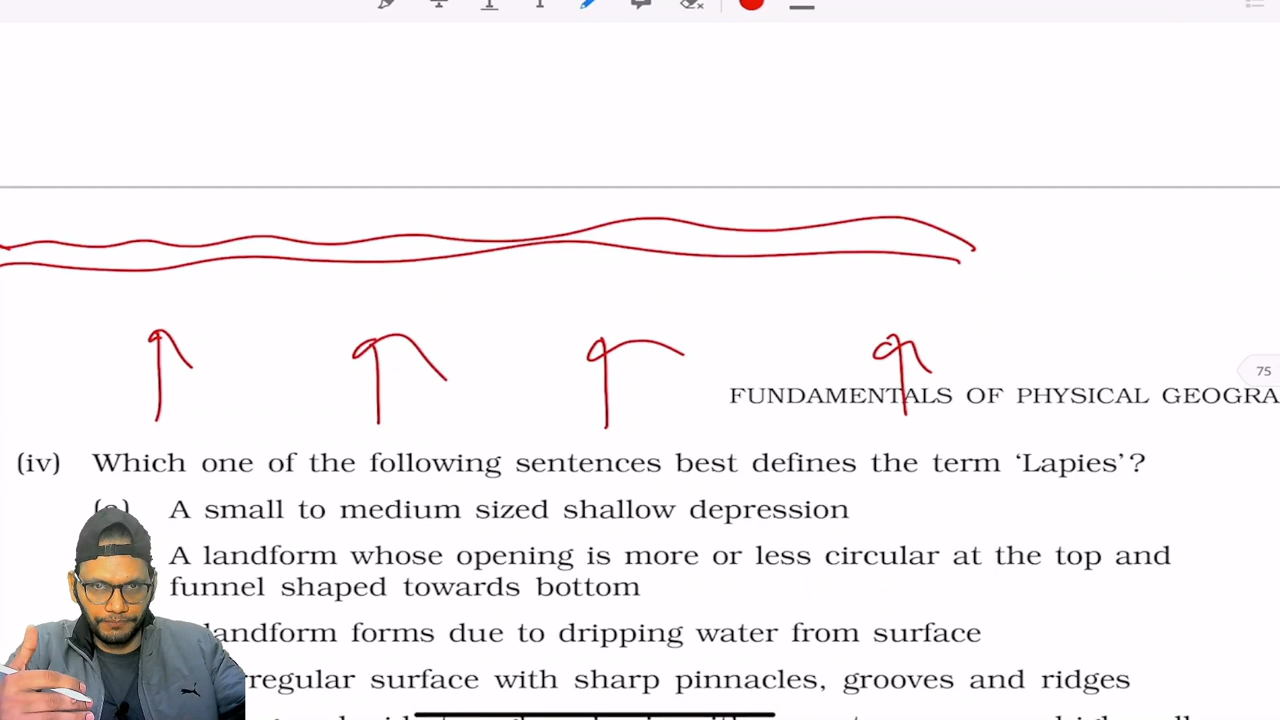 75
FUNDAMENTALS OF PHYSICAL GEOGRA
(iv) Which one of the following sentences best defines the term ‘Lapies’?
A small to medium sized shallow depression
A landform whose opening is more or less circular at the top and
funnel shaped towards bottom
landform forms due to dripping water from surface
rregular surface with sharp pinnacles, grooves and ridges